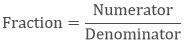 Fraction = Numerator / Denominator